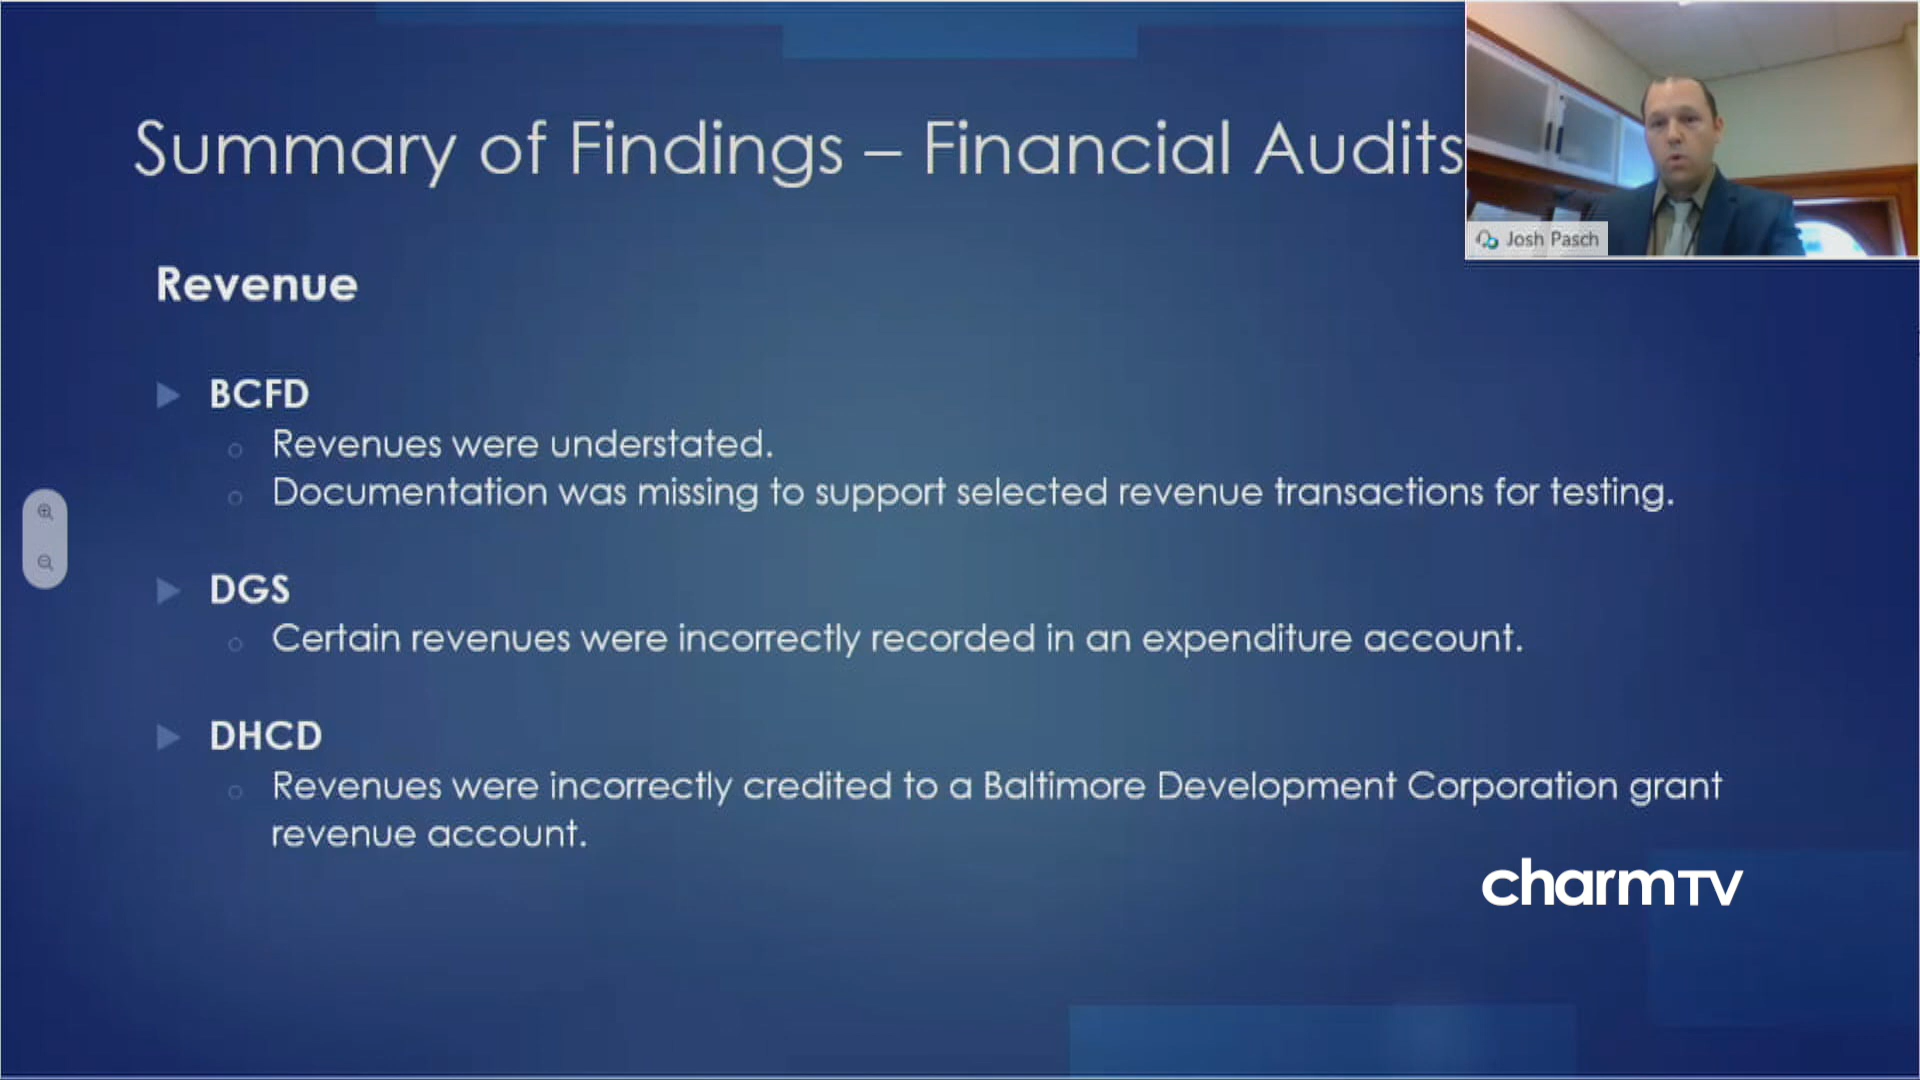 Summary of Findings – Financial Audits
Josh Pasch
Revenue
BCFD
Revenues were understated.
Documentation was missing to support selected revenue transactions for testing.
DGS
Certain revenues were incorrectly recorded in an expenditure account.
DHCD
Revenues were incorrectly credited to a Baltimore Development Corporation grant
revenue account.
charmTV